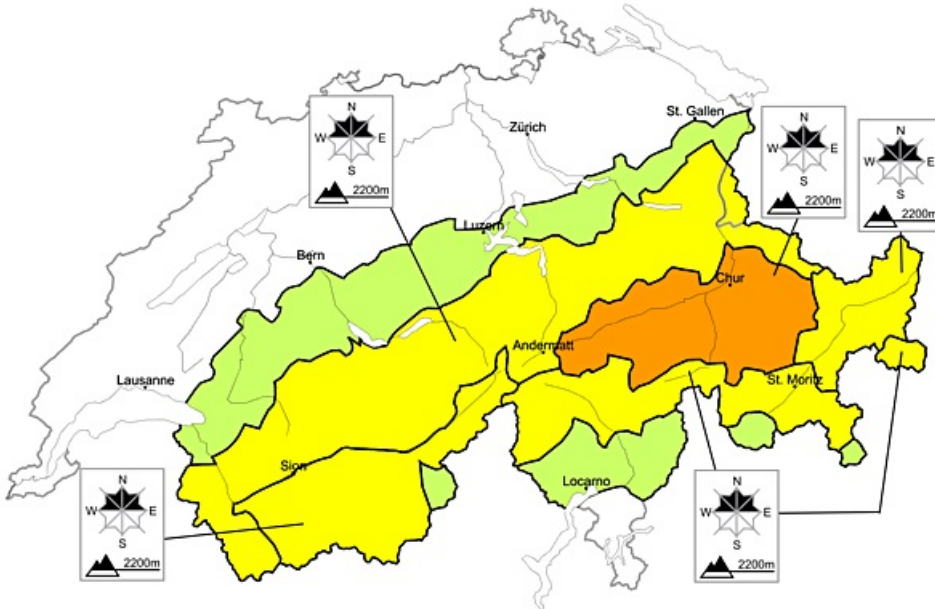 St. Gallen
Zürich
N
W E
S
2200m
N
W E
S
2200m
N
W E
S
2200m
Luzern
Bern
Chur
Andermatt
Lausanne
St. Moritz
Sion
Locarno
N
W E
S
2200m
N
W E
S
2200m